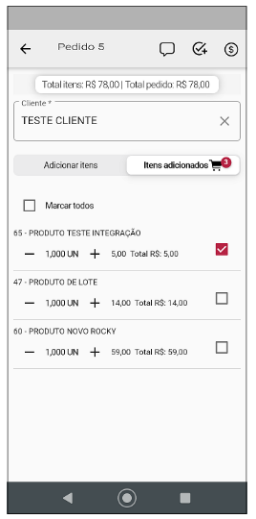 Pedido 5
Total itens: R$ 78,00 | Total pedido: R$ 78,00
Cliente *
TESTE CLIENTE
Adicionar itens
Itens adicionados 3
Marcar todos
65 - PRODUTO TESTE INTEGRAÇÃO
1,000 UN 5,00 Total R$: 5,00
47 - PRODUTO DE LOTE
1,000 UN 14,00 Total R$: 14,00
60 - PRODUTO NOVO ROCKY
1,000 UN 59,00 Total R$: 59,00